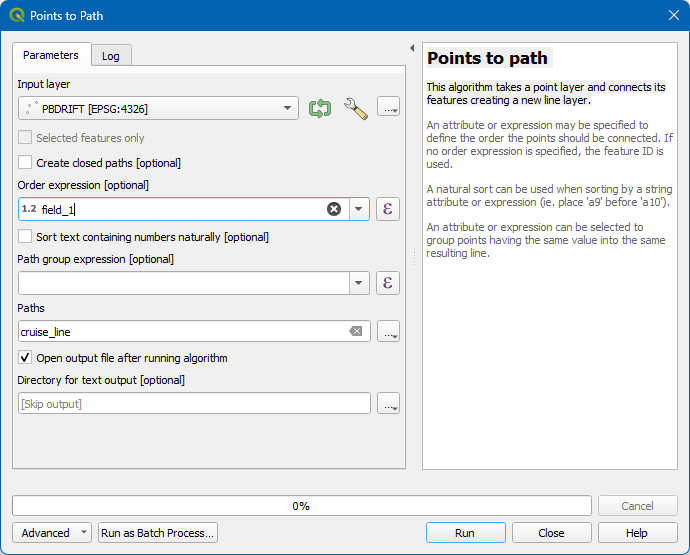 Points to Path
Parameters
Log
Input layer
PBDRIFT [EPSG:4326]
...
Selected features only
Create closed paths [optional]
Order expression [optional]
1.2 field_1
ε
Sort text containing numbers naturally [optional]
Path group expression [optional]
ε
Paths
cruise_line
...
Open output file after running algorithm
Directory for text output [optional]
[Skip output]
...
Points to path
This algorithm takes a point layer and connects its
features creating a new line layer.
An attribute or expression may be specified to
define the order the points should be connected. If
no order expression is specified, the feature ID is
used.
A natural sort can be used when sorting by a string
attribute or expression (ie. place 'a9' before 'a10').
An attribute or expression can be selected to
group points having the same value into the same
resulting line.
0%
Cancel
Advanced
Run as Batch Process...
Run
Close
Help